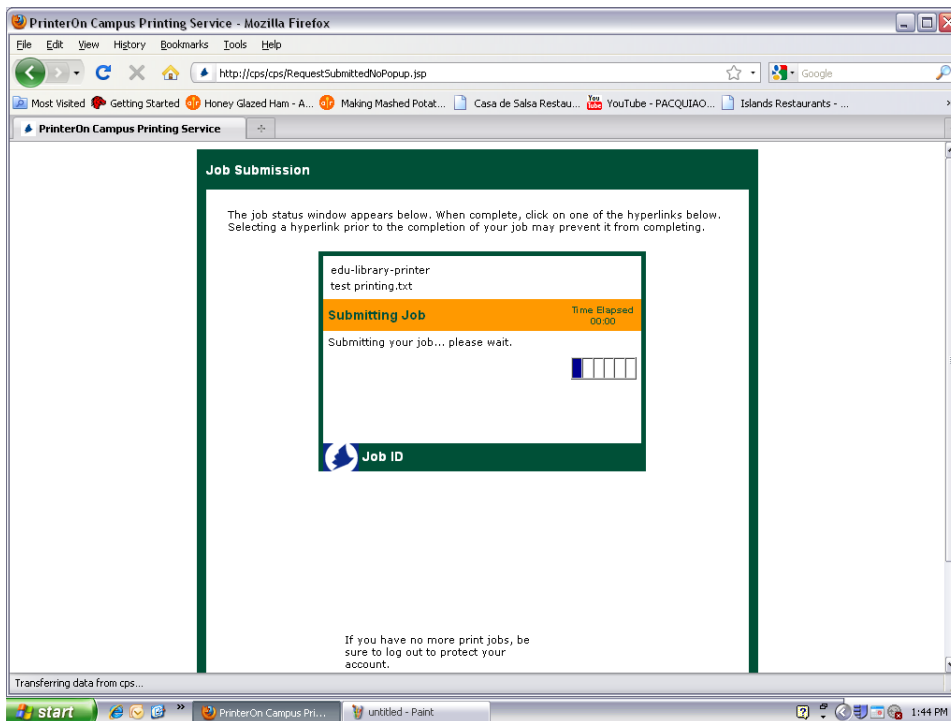 PrinterOn Campus Printing Service - Mozilla Firefox
File Edit View History Bookmarks Tools Help
http://cps/cps/RequestSubmittedNoPopup.jsp
Google
Most Visited Getting Started Honey Glazed Ham - A... Making Mashed Potat... Casa de Salsa Restau... YouTube - PACQUIAO... Islands Restaurants - ...
PrinterOn Campus Printing Service
Job Submission
The job status window appears below. When complete, click on one of the hyperlinks below.
Selecting a hyperlink prior to the completion of your job may prevent it from completing.
edu-library-printer
test printing.txt
Submitting Job
Time Elapsed
00:00
Submitting your job... please wait.
Job ID
If you have no more print jobs, be
sure to log out to protect your
account.
Transferring data from cps...
start PrinterOn Campus Pri... untitled - Paint 1:44 PM